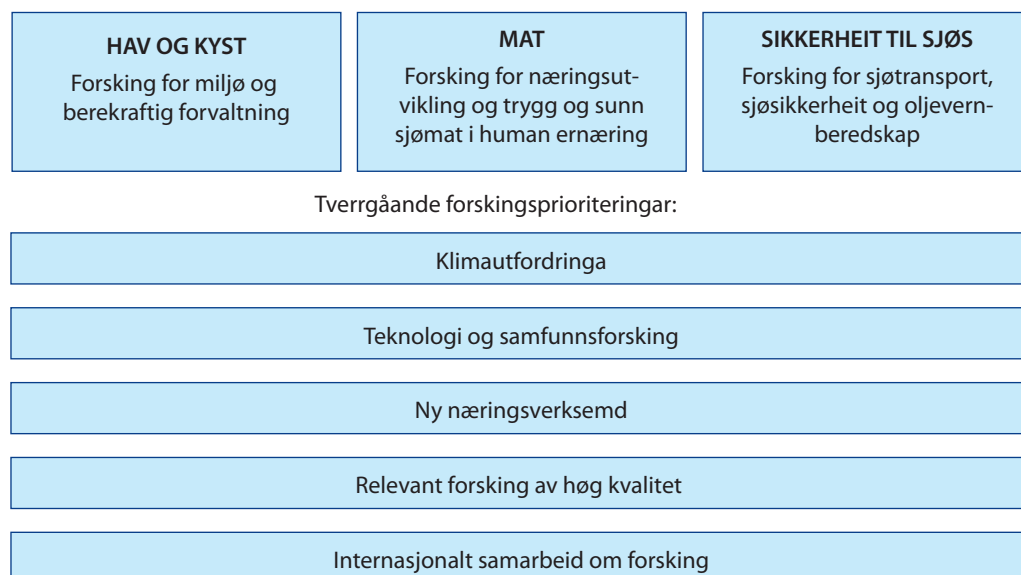 HAV OG KYST
Forsking for miljø og
berekraftig forvaltning
MAT
Forsking for næringsut-
vikling og trygg og sunn
sjømat i human ernæring
SIKKERHEIT TIL SJØS
Forsking for sjøtransport,
sjøsikkerheit og oljevern-
beredskap
Tverrgåande forskingsprioriteringar:
Klimautfordringa
Teknologi og samfunnsforsking
Ny næringsverksemd
Relevant forsking av høg kvalitet
Internasjonalt samarbeid om forsking